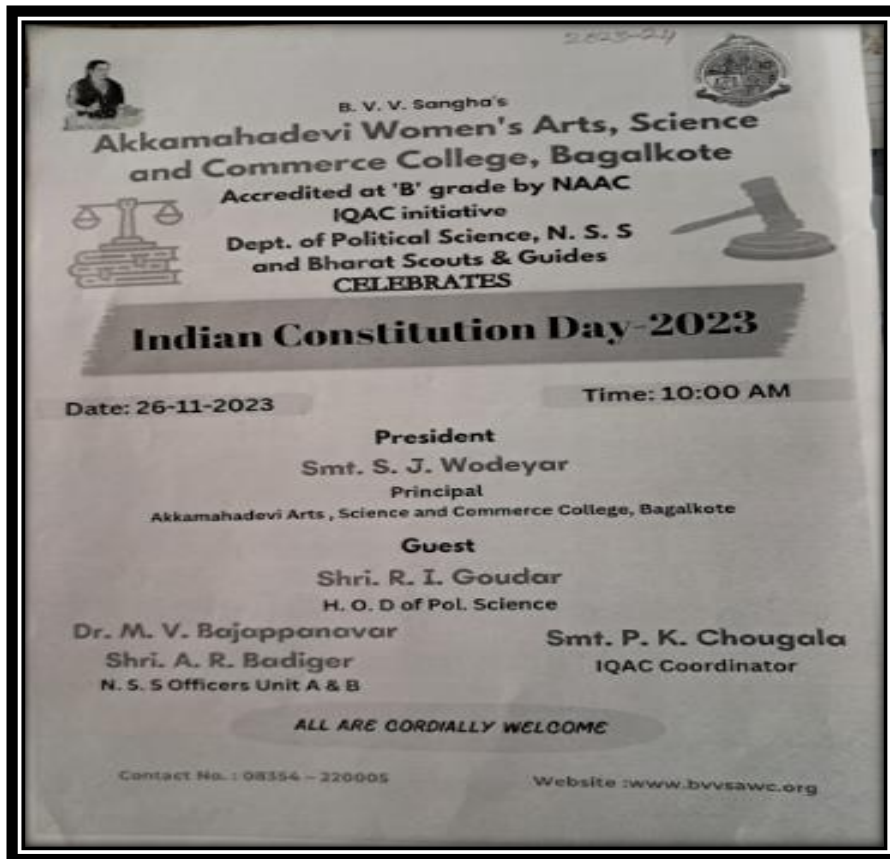 2023-24
B. V. V. Sangha's
Akkamahadevi Women's Arts, Science
and Commerce College, Bagalkote
Accredited at 'B' grade by NAAC
IQAC initiative
Dept. of Political Science, N. S. S
and Bharat Scouts & Guides
CELEBRATES
Indian Constitution Day-2023
Date: 26-11-2023
Time: 10:00 AM
President
Smt. S. J. Wodeyar
Principal
Akkamahadevi Arts , Science and Commerce College, Bagalkote
Guest
Shri. R. I. Goudar
H. O. D of Pol. Science
Dr. M. V. Bajappanavar
Shri. A. R. Badiger
N. S. S Officers Unit A & B
Smt. P. K. Chougala
IQAC Coordinator
ALL ARE CORDIALLY WELCOME
Contact No. : 08354 – 220005
Website :www.bvvsawc.org